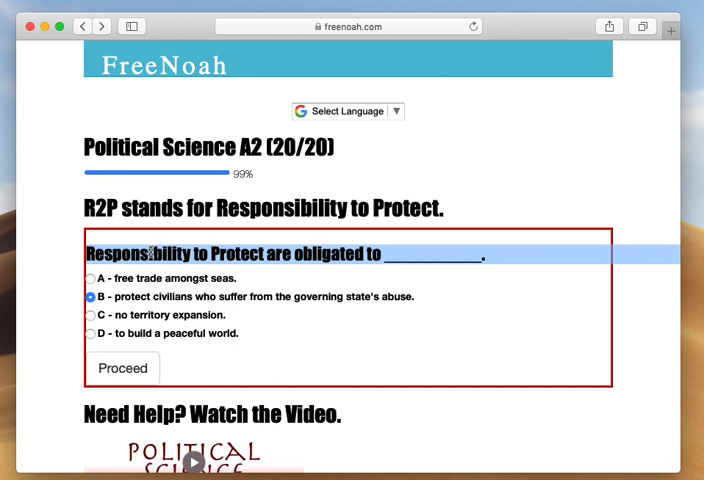 freenoah.com
FreeNoah
Select Language
Political Science A2 (20/20)
99%
R2P stands for Responsibility to Protect.
Responsibility to Protect are obligated to ___________.
A - free trade amongst seas.
B - protect civilians who suffer from the governing state's abuse.
C - no territory expansion.
D - to build a peaceful world.
Proceed
Need Help? Watch the Video.
POLITICAL
SCIENCE